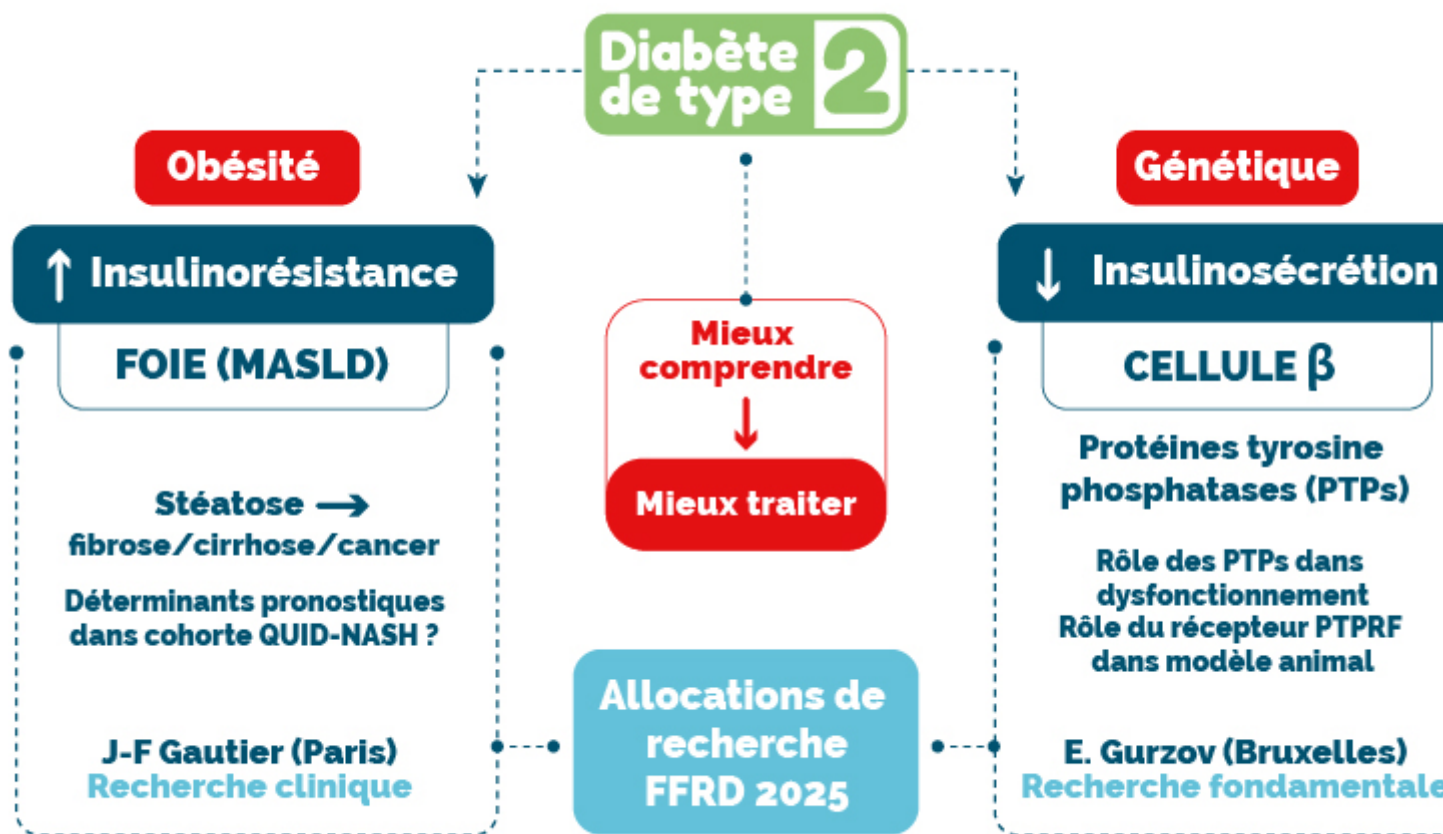 Diabète
de type 2
Obésité
↑ Insulinorésistance
FOIE (MASLD)
Stéatose →
fibrose/cirrhose/cancer
Déterminants pronostiques
dans cohorte QUID-NASH ?
J-F Gautier (Paris)
Recherche clinique
Mieux
comprendre
↓
Mieux traiter
Allocations de
recherche
FFRD 2025
Génétique
↓ Insulinosécrétion
CELLULE β
Protéines tyrosine
phosphatases (PTPs)
Rôle des PTPs dans
dysfonctionnement
Rôle du récepteur PTPRF
dans modèle animal
E. Gurzov (Bruxelles)
Recherche fondamentale